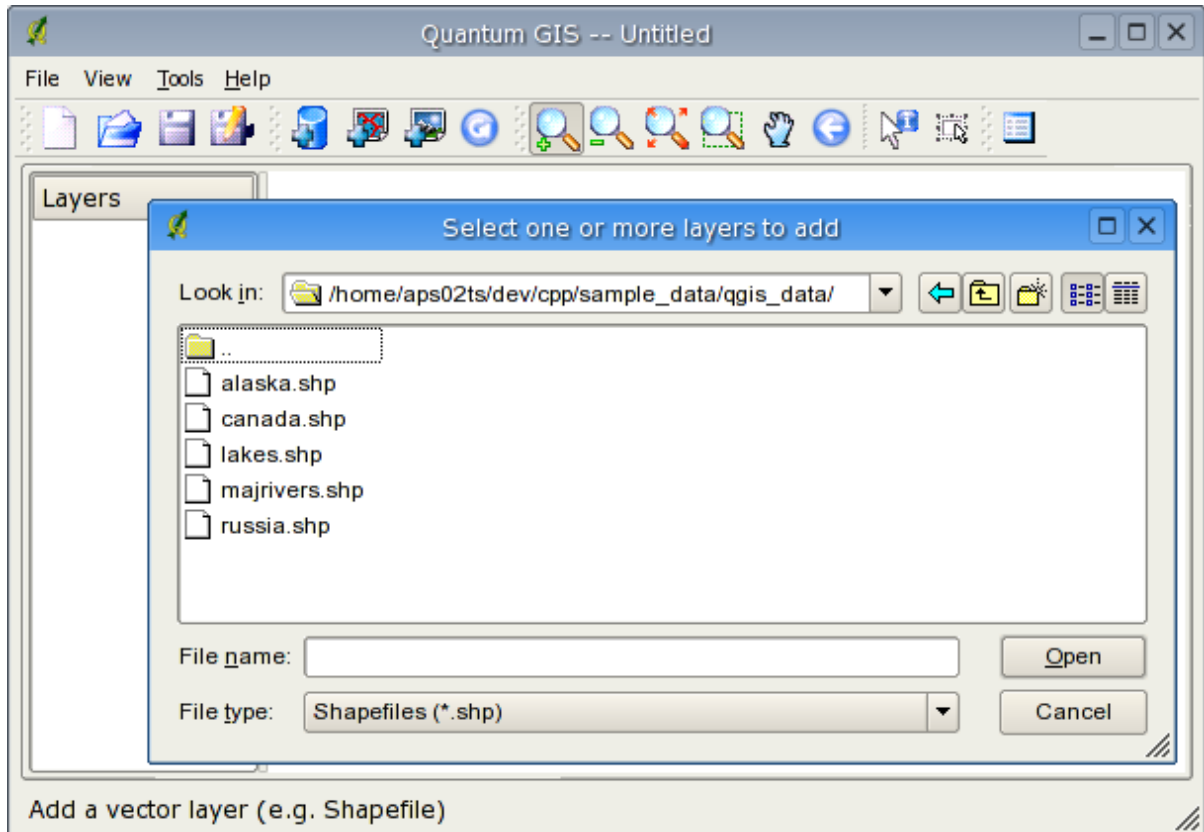 Quantum GIS -- Untitled
File View Tools Help
Layers
Select one or more layers to add
Look in: /home/aps02ts/dev/cpp/sample_data/qgis_data/
..
alaska.shp
canada.shp
lakes.shp
majrivers.shp
russia.shp
File name: Open
File type: Shapefiles (*.shp) Cancel
Add a vector layer (e.g. Shapefile)